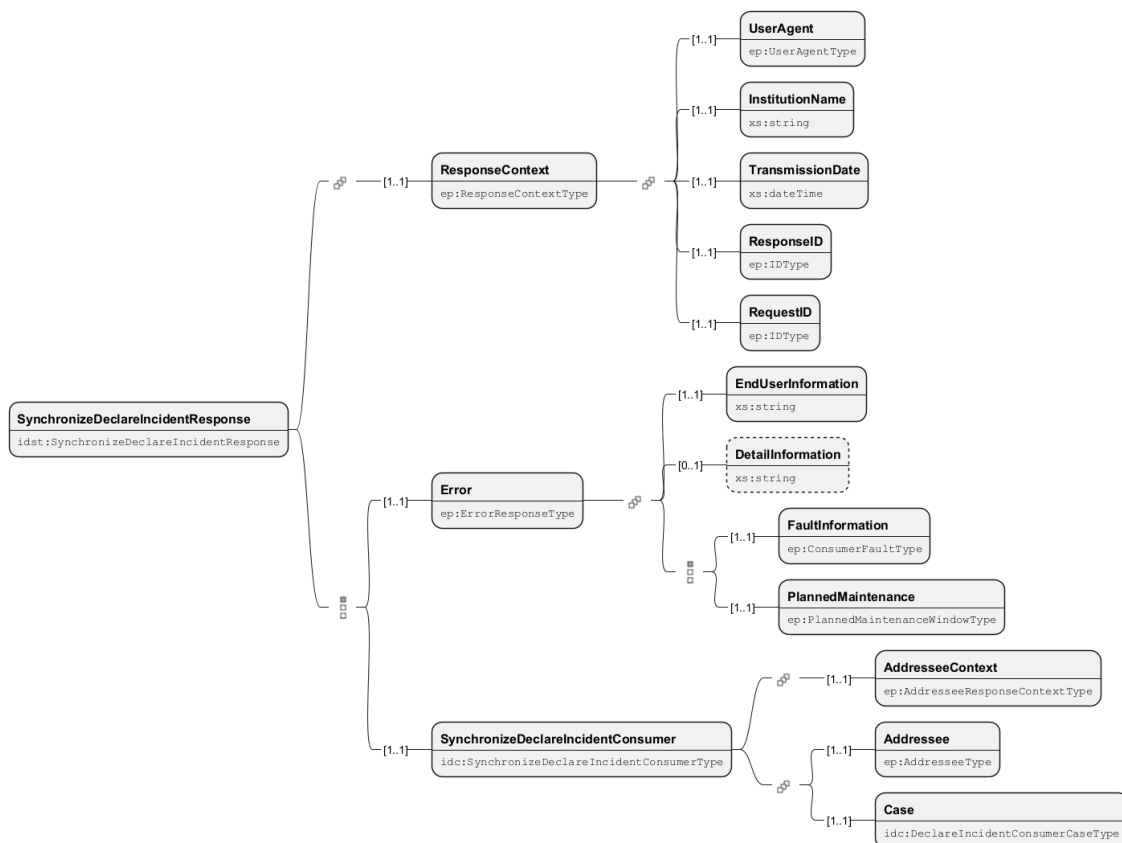 UserAgent
[1..1]
ep:UserAgentType
InstitutionName
[1..1]
xs:string
ResponseContext
[1..1]
ep:ResponseContextType
TransmissionDate
[1..1]
xs:dateTime
ResponseID
[1..1]
ep:IDType
RequestID
[1..1]
ep:IDType
EndUserInformation
[1..1]
xs:string
SynchronizeDeclareIncidentResponse
idst:SynchronizeDeclareIncidentResponse
DetailInformation
[0..1]
xs:string
Error
[1..1]
ep:ErrorResponseType
FaultInformation
[1..1]
ep:ConsumerFaultType
PlannedMaintenance
[1..1]
ep:PlannedMaintenanceWindowType
AddresseeContext
[1..1]
ep:AddresseeResponseContextType
SynchronizeDeclareIncidentConsumer
[1..1]
idc:SynchronizeDeclareIncidentConsumerType
Addressee
[1..1]
ep:AddresseeType
Case
[1..1]
idc:DeclareIncidentConsumerCaseType